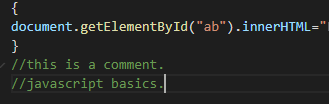 {
document.getElementById("ab").innerHTML="
}
//this is a comment.
//javascript basics.